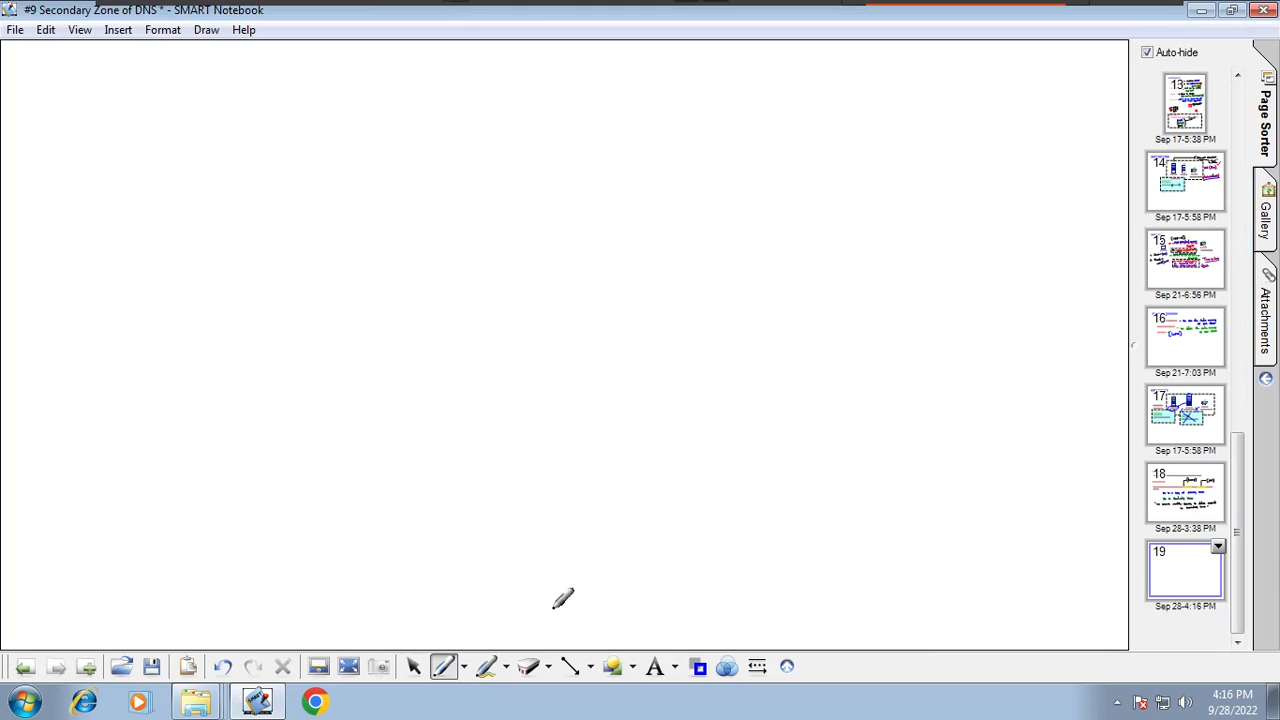 #9 Secondary Zone of DNS * - SMART Notebook
File Edit View Insert Format Draw Help
Auto-hide
13
Sep 17-5:38 PM
14
Sep 17-5:58 PM
15
Sep 21-6:56 PM
16
Sep 21-7:03 PM
17
Sep 17-5:58 PM
18
Sep 28-3:38 PM
19
Sep 28-4:16 PM
Page Sorter
Gallery
Attachments
A
4:16 PM
9/28/2022